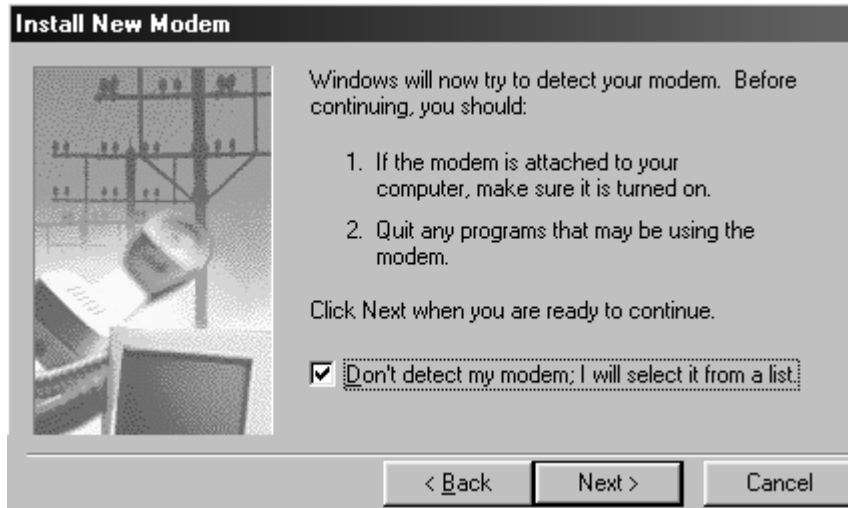 Install New Modem
Windows will now try to detect your modem. Before
continuing, you should:
1. If the modem is attached to your
computer, make sure it is turned on.
2. Quit any programs that may be using the
modem.
Click Next when you are ready to continue.
Don't detect my modem; I will select it from a list.
< Back
Next >
Cancel